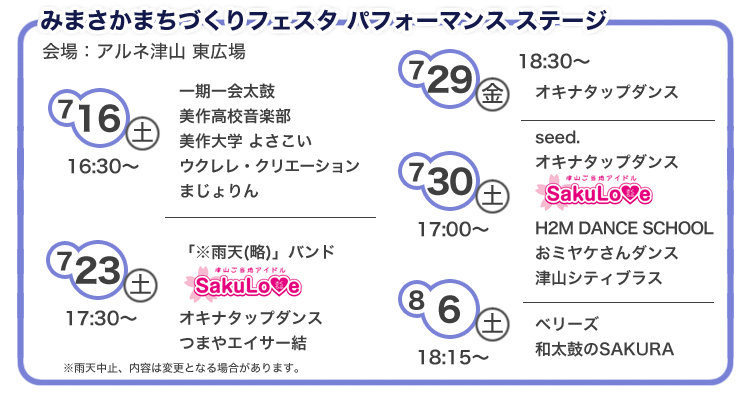 みまさかまちづくりフェスタ パフォーマンス ステージ
会場：アルネ津山 東広場
7 16 土
16:30～
一期一会太鼓
美作高校音楽部
美作大学 よさこい
ウクレレ・クリエーション
まじょりん
7 23 土
17:30～
「※雨天(略)」バンド
津山ご当地アイドル
SakuLove
オキナタップダンス
つまやエイサー結
※雨天中止、内容は変更となる場合があります。
7 29 金
18:30～
オキナタップダンス
7 30 土
17:00～
seed.
オキナタップダンス
津山ご当地アイドル
SakuLove
H2M DANCE SCHOOL
おミヤケさんダンス
津山シティブラス
8 6 土
18:15～
ベリーズ
和太鼓のSAKURA